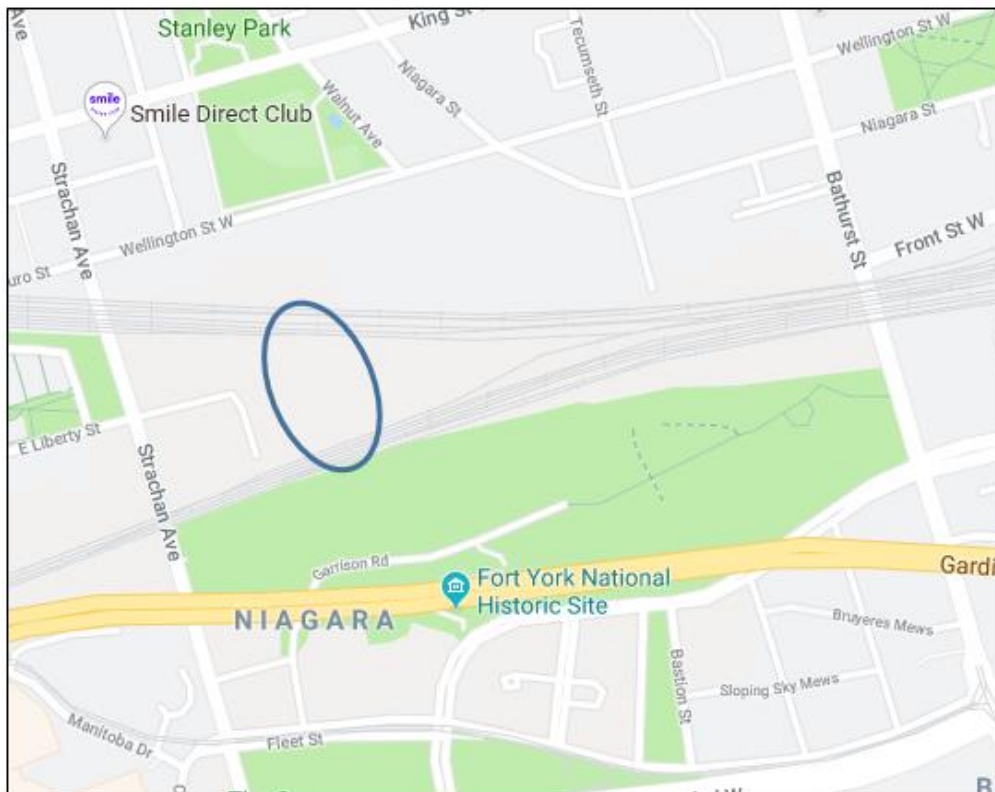 Ave
Stanley Park
King St
Tecumseth St
Wellington St W
smile
Smile Direct Club
Niagara St
Walnut Ave
Niagara St
Strachan Ave
Bathurst St
Wellington St W
Front St W
uro St
E Liberty St
Strachan Ave
Garrison Rd
Fort York National
Historic Site
Gardi
NIAGARA
Bruyeres Mews
Bastion St
Sloping Sky Mews
Manitoba Dr
Fleet St
B